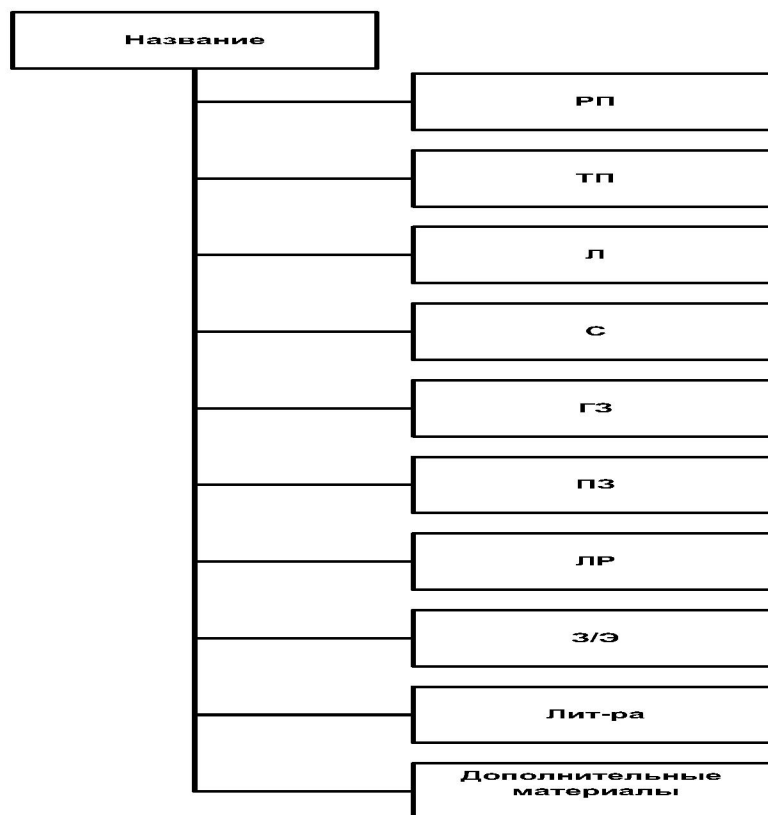 Название
РП
ТП
Л
С
ГЗ
ПЗ
ЛР
З/Э
Лит-ра
Дополнительные
материалы